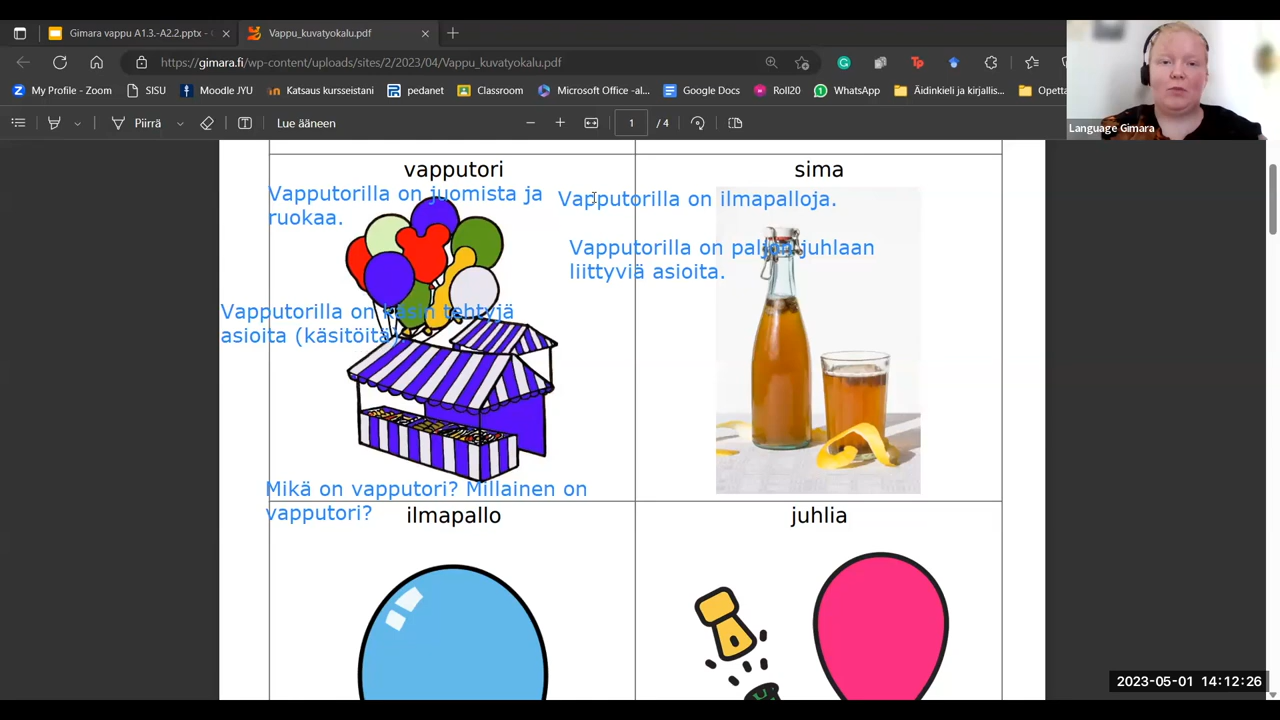 Gimara vappu A1.3.-A2.2.pptx -
Vappu_kuvatyokalu.pdf
https://gimara.fi/wp-content/uploads/sites/2/2023/04/Vappu_kuvatyokalu.pdf
My Profile - Zoom
SISU
Moodle JYU
Katsaus kursseistani
pedanet
Classroom
Microsoft Office -al...
Google Docs
Roll20
WhatsApp
Äidinkieli ja kirjallis...
Opetta
Piirrä
Lue ääneen
1
/ 4
Language Gimara
vapputori
sima
Vapputorilla on juomista ja
ruokaa.
Vapputorilla on ilmapalloja.
Vapputorilla on paljon juhlaan
liittyviä asioita.
Vapputorilla on käsin tehtyjä
asioita (käsitöitä)
Mikä on vapputori? Millainen on
vapputori?
ilmapallo
juhlia
2023-05-01 14:12:26